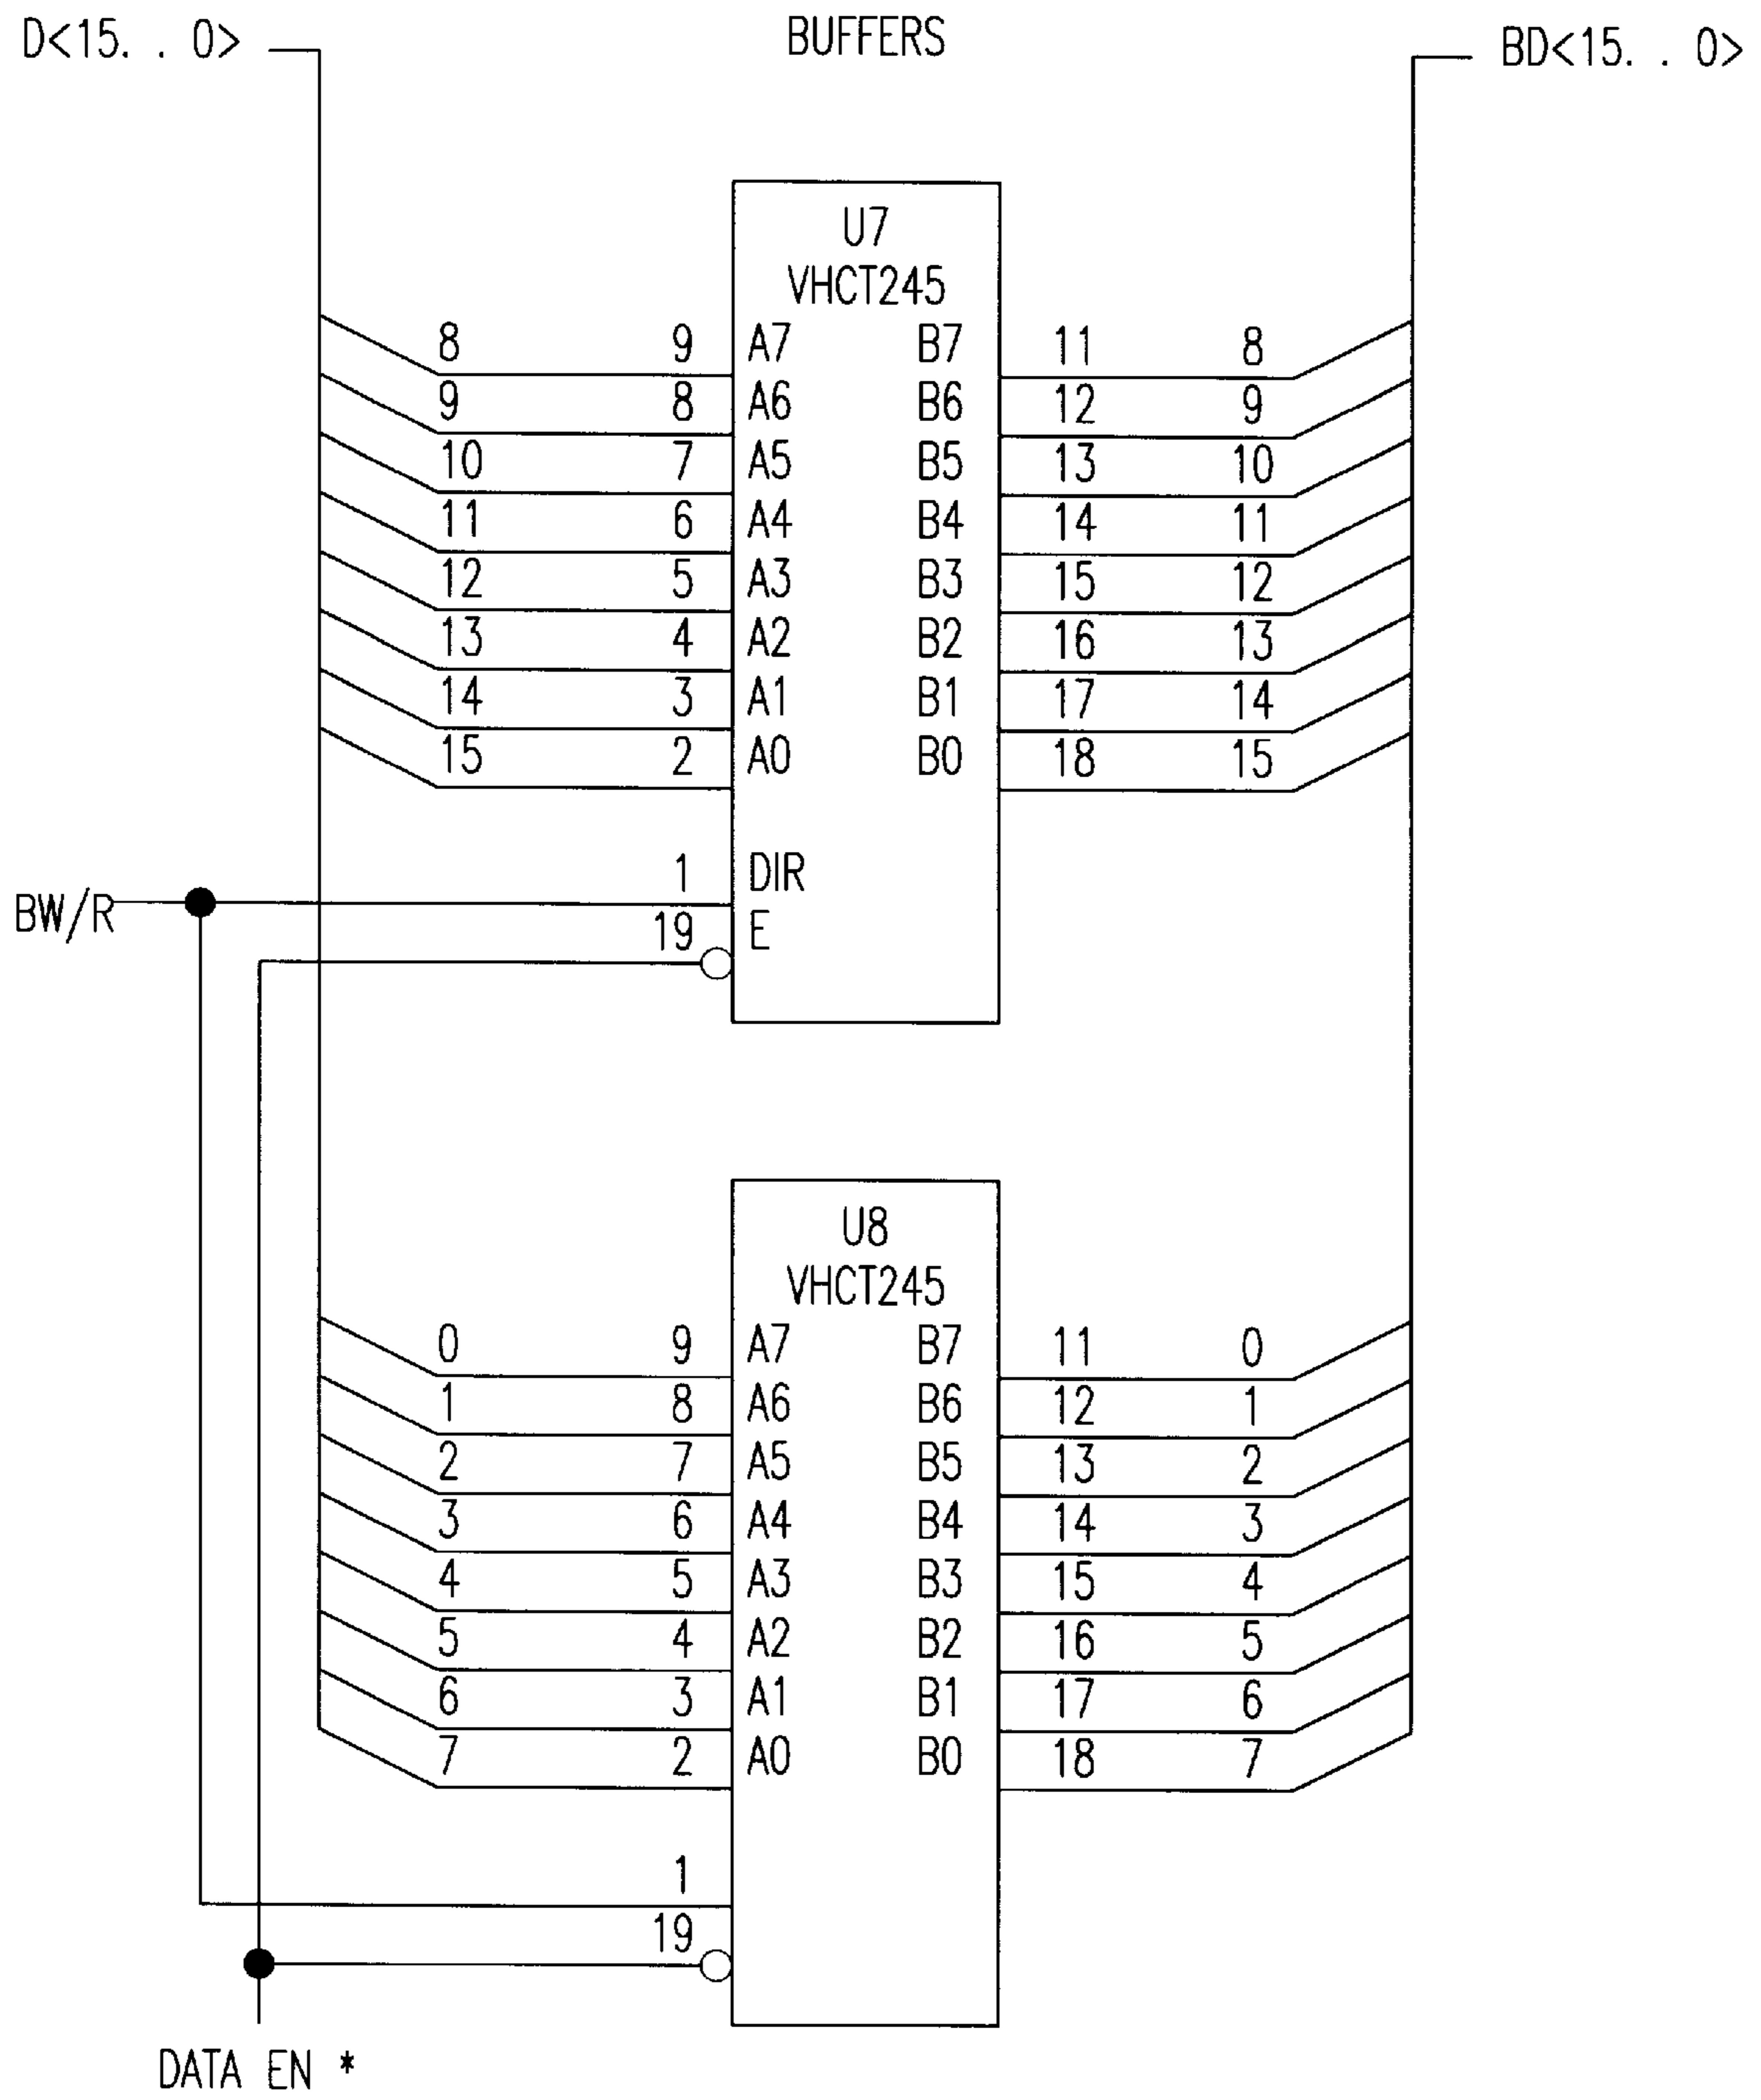 D<15. . 0> BUFFERS BD<15. . 0>
U7
VHCT245
8 9 A7 B7 11 8
9 8 A6 B6 12 9
10 7 A5 B5 13 10
11 6 A4 B4 14 11
12 5 A3 B3 15 12
13 4 A2 B2 16 13
14 3 A1 B1 17 14
15 2 A0 B0 18 15
1 DIR
BW/R
19 E
U8
VHCT245
0 9 A7 B7 11 0
1 8 A6 B6 12 1
2 7 A5 B5 13 2
3 6 A4 B4 14 3
4 5 A3 B3 15 4
5 4 A2 B2 16 5
6 3 A1 B1 17 6
7 2 A0 B0 18 7
1
19
DATA EN *